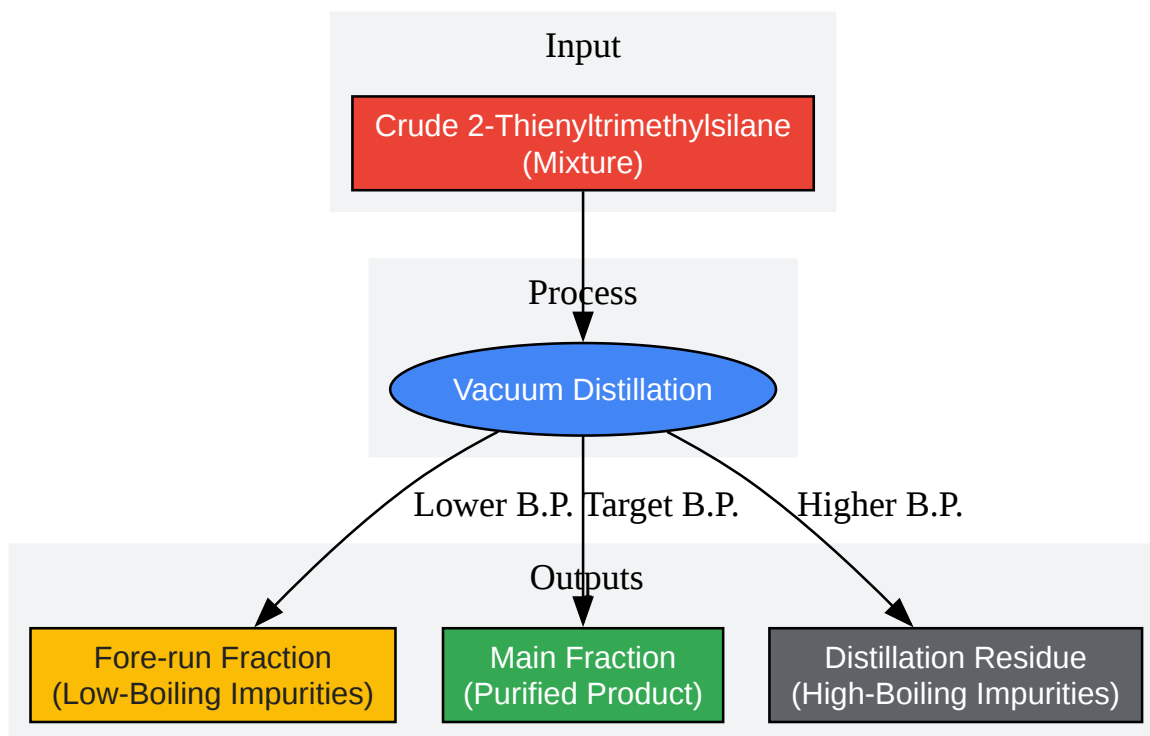 Input
Crude 2-Thienyltrimethylsilane
(Mixture)
Process
Vacuum Distillation
Lower B.P.
Target B.P.
Higher B.P.
Outputs
Fore-run Fraction
(Low-Boiling Impurities)
Main Fraction
(Purified Product)
Distillation Residue
(High-Boiling Impurities)